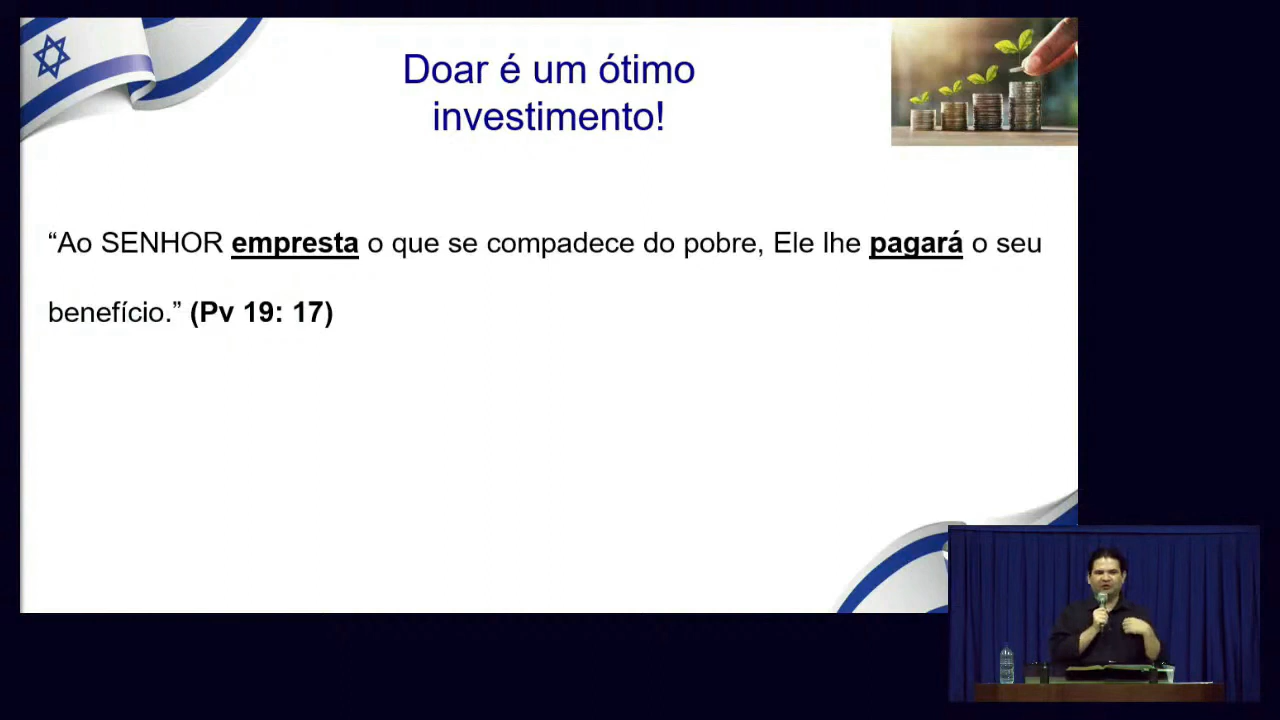 Doar é um ótimo
investimento!
“Ao SENHOR empresta o que se compadece do pobre, Ele lhe pagará o seu
benefício.” (Pv 19: 17)